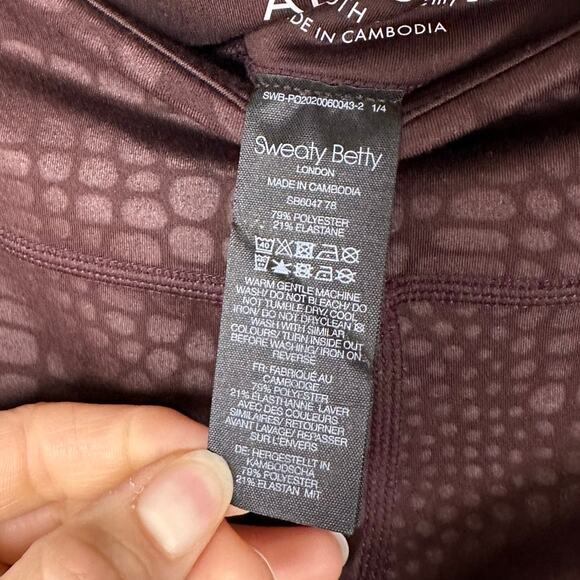 /H
DE IN CAMBODIA
SWB-PO2020060043-2 1/4
Sweaty Betty
LONDON
MADE IN CAMBODIA
SB6047 78
79% POLYESTER
21% ELASTANE
40
WARM GENTLE MACHINE
WASH/ DO NOT BLEACH/ DO
NOT TUMBLE DRY/ COOL
IRON/ DO NOT DRYCLEAN
WASH WITH SIMILAR
COLOURS/ TURN INSIDE OUT
BEFORE WASHING/ IRON ON
REVERSE
FR: FABRIQUÉ AU
CAMBODGE
79% POLYESTER
21% ELASTHANNE LAVER
AVEC DES COULEURS
SIMILAIRES/ RETOURNER
AVANT LAVAGE/ REPASSER
SUR L'ENVERS
DE: HERGESTELLT IN
KAMBODSCHA
79% POLYESTER
21% ELASTAN MIT